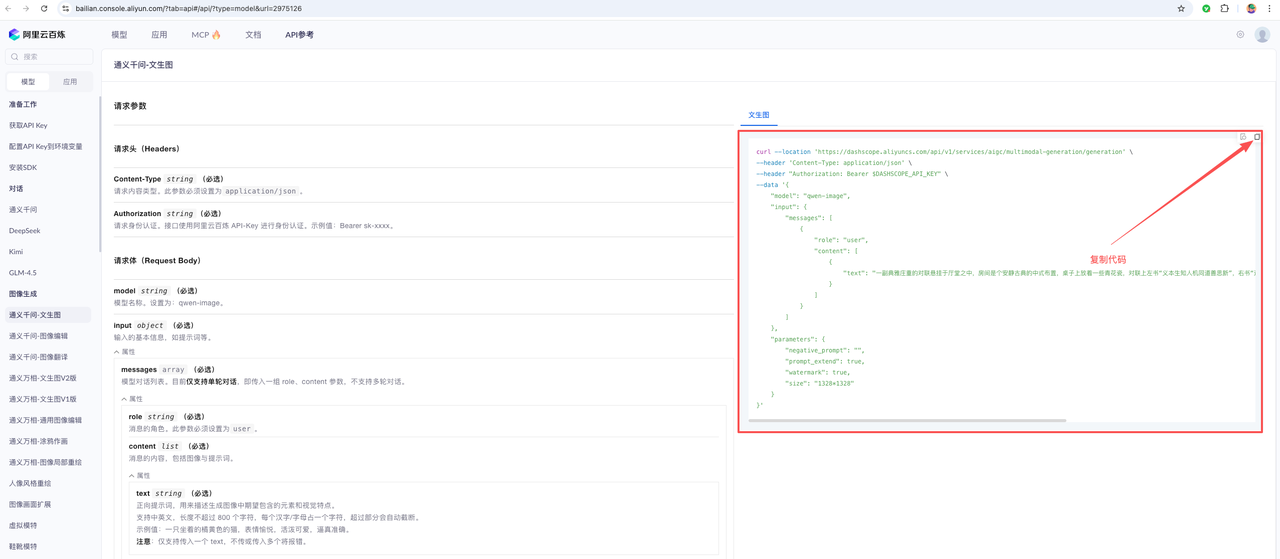 bailian.console.aliyun.com/?tab=api#/api/?type=model&url=2975126
阿里云百炼
模型
应用
MCP
文档
API参考
搜索
模型
应用
准备工作
获取API Key
配置API Key到环境变量
安装SDK
对话
通义千问
DeepSeek
Kimi
GLM-4.5
图像生成
通义千问-文生图
通义千问-图像编辑
通义千问-图像翻译
通义万相-文生图V2版
通义万相-文生图V1版
通义万相-通用图像编辑
通义万相-涂鸦作画
通义万相-图像局部重绘
人像风格重绘
图像画面扩展
虚拟模特
鞋靴模特
通义千问-文生图
请求参数
请求头（Headers）
Content-Type string （必选）
请求内容类型。此参数必须设置为 application/json 。
Authorization string （必选）
请求身份认证。接口使用阿里云百炼 API-Key 进行身份认证。示例值：Bearer sk-xxxx。
请求体（Request Body）
model string （必选）
模型名称。设置为：qwen-image。
input object （必选）
输入的基本信息，如提示词等。
属性
messages array （必选）
模型对话列表。目前仅支持单轮对话，即传入一组 role、content 参数，不支持多轮对话。
属性
role string （必选）
消息的角色，此参数必须设置为 user 。
content list （必选）
消息的内容，包括图像与提示词。
属性
text string （必选）
正向提示词，用来描述生成图像中期望包含的元素和视觉特点。
支持中英文，长度不超过 800 个字符，每个汉字/字母占一个字符，超过部分会自动截断。
示例值：一只坐着的橘黄色的猫，表情愉悦，活泼可爱，逼真准确。
注意：仅支持传入一个 text，不传或传入多个将报错。
文生图
curl --location 'https://dashscope.aliyuncs.com/api/v1/services/aigc/multimodal-generation/generation' \
--header 'Content-Type: application/json' \
--header "Authorization: Bearer $DASHSCOPE_API_KEY" \
--data '{
"model": "qwen-image",
"input": {
"messages": [
{
"role": "user",
"content": [
{
"text": "一副典雅庄重的对联悬挂于厅堂之中，房间是个安静古典的中式布置，桌子上放着一些青花瓷，对联上左书“义本生知人机同道善思新”，右书“
}
]
}
]
},
"parameters": {
"negative_prompt": "",
"prompt_extend": true,
"watermark": true,
"size": "1328*1328"
}
}'
复制代码